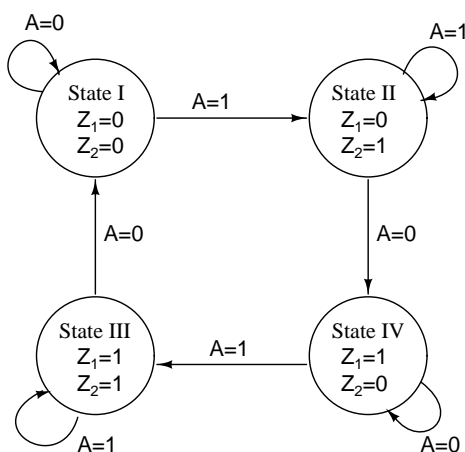 A=0
State I
Z₁=0
Z₂=0
A=1
State II
Z₁=0
Z₂=1
A=1
A=0
A=0
State III
Z₁=1
Z₂=1
A=1
State IV
Z₁=1
Z₂=0
A=1
A=0